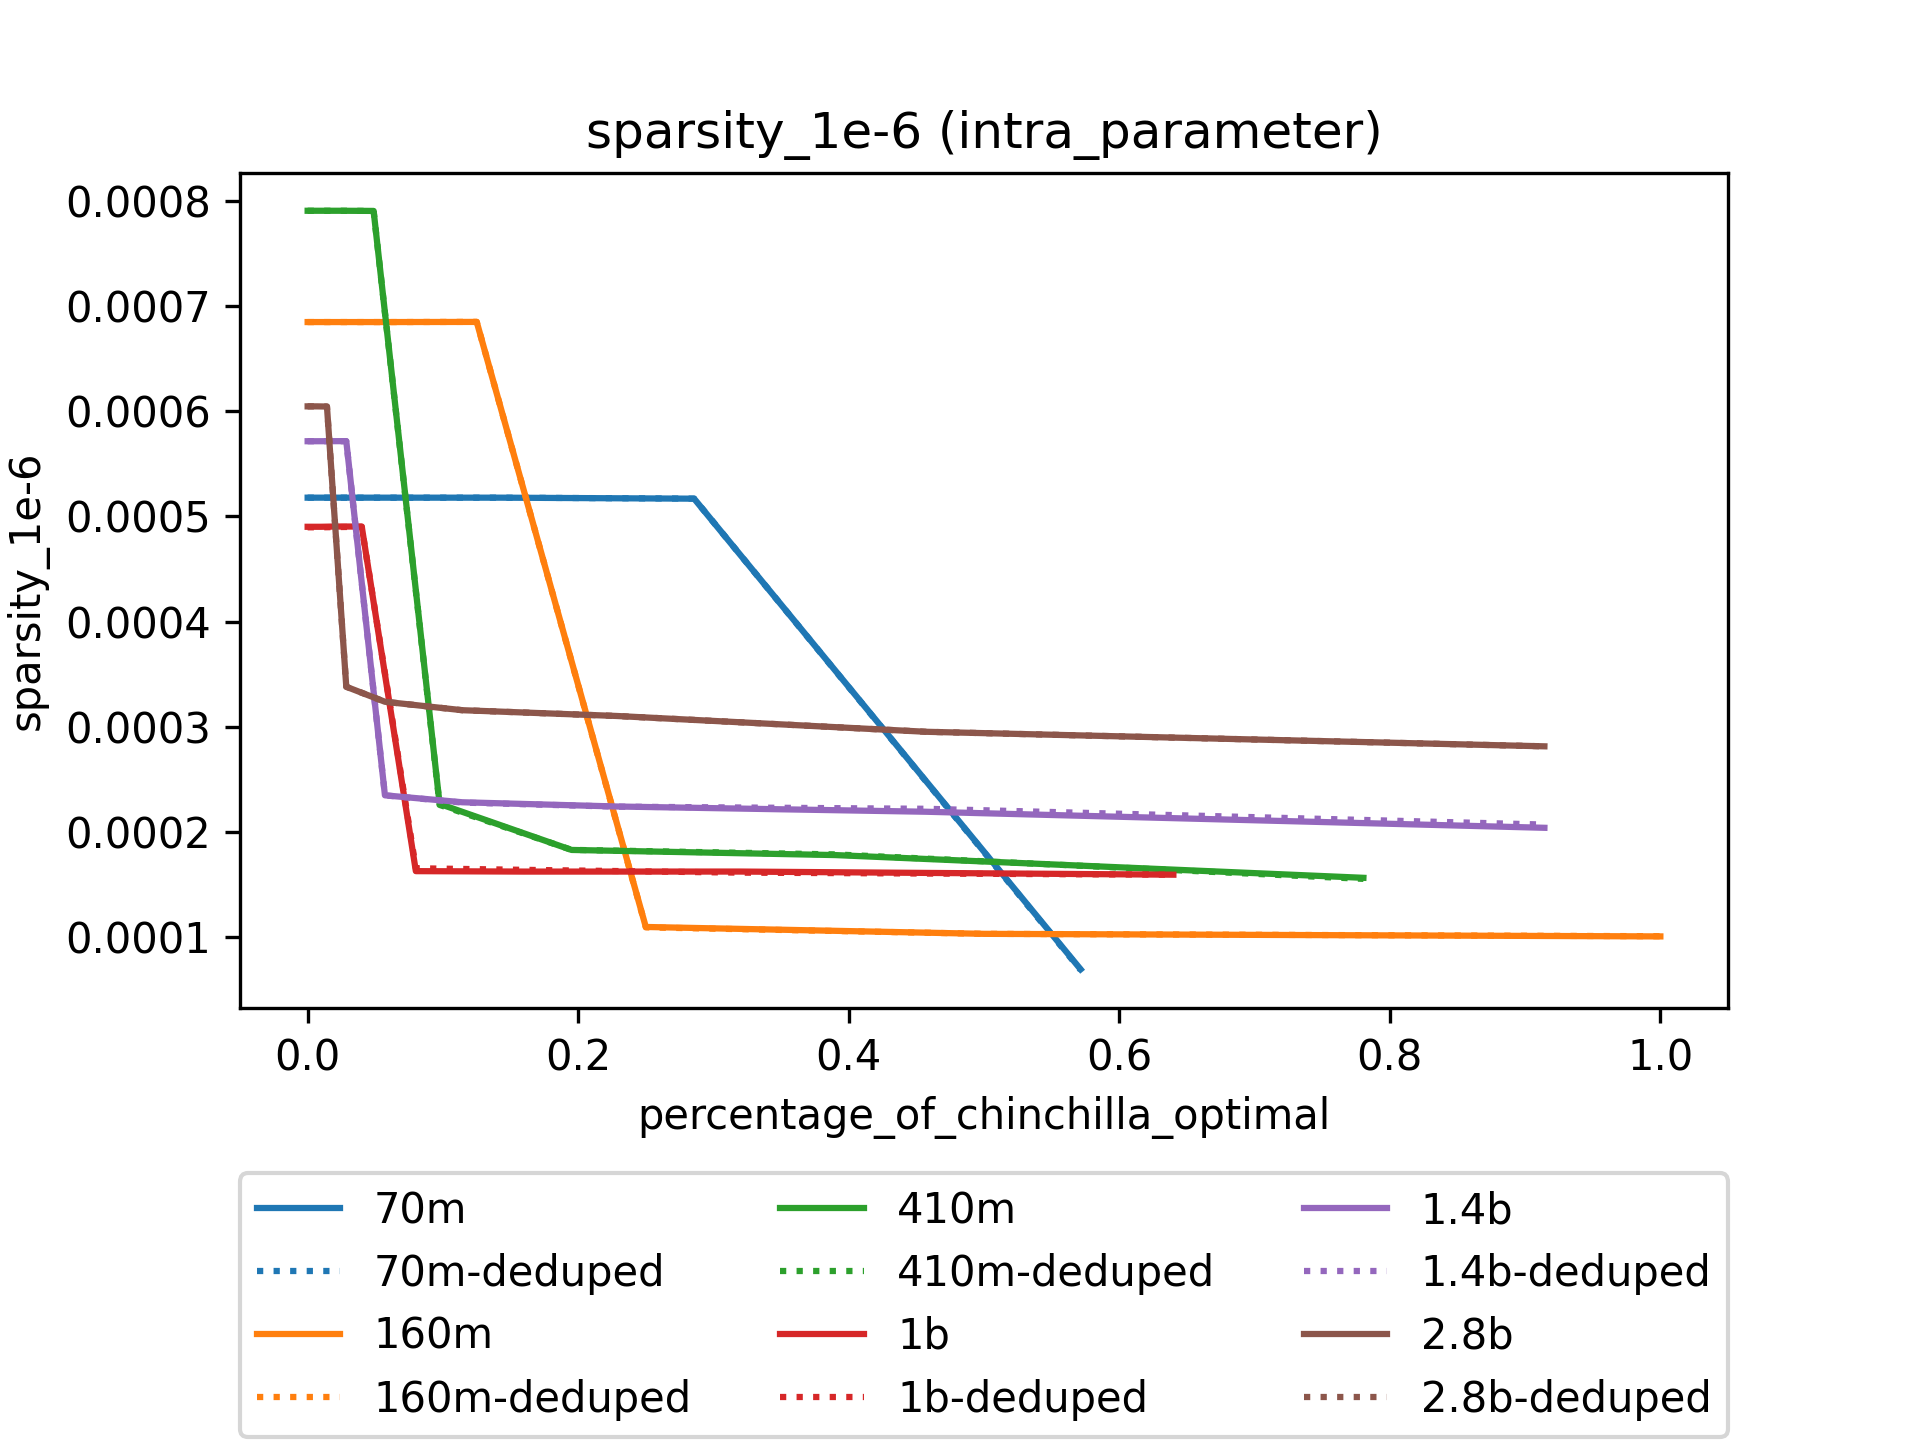 sparsity_1e-6 (intra_parameter)
sparsity_1e-6
0.0008
0.0007
0.0006
0.0005
0.0004
0.0003
0.0002
0.0001
0.0 0.2 0.4 0.6 0.8 1.0
percentage_of_chinchilla_optimal
70m 410m 1.4b
70m-deduped 410m-deduped 1.4b-deduped
160m 1b 2.8b
160m-deduped 1b-deduped 2.8b-deduped